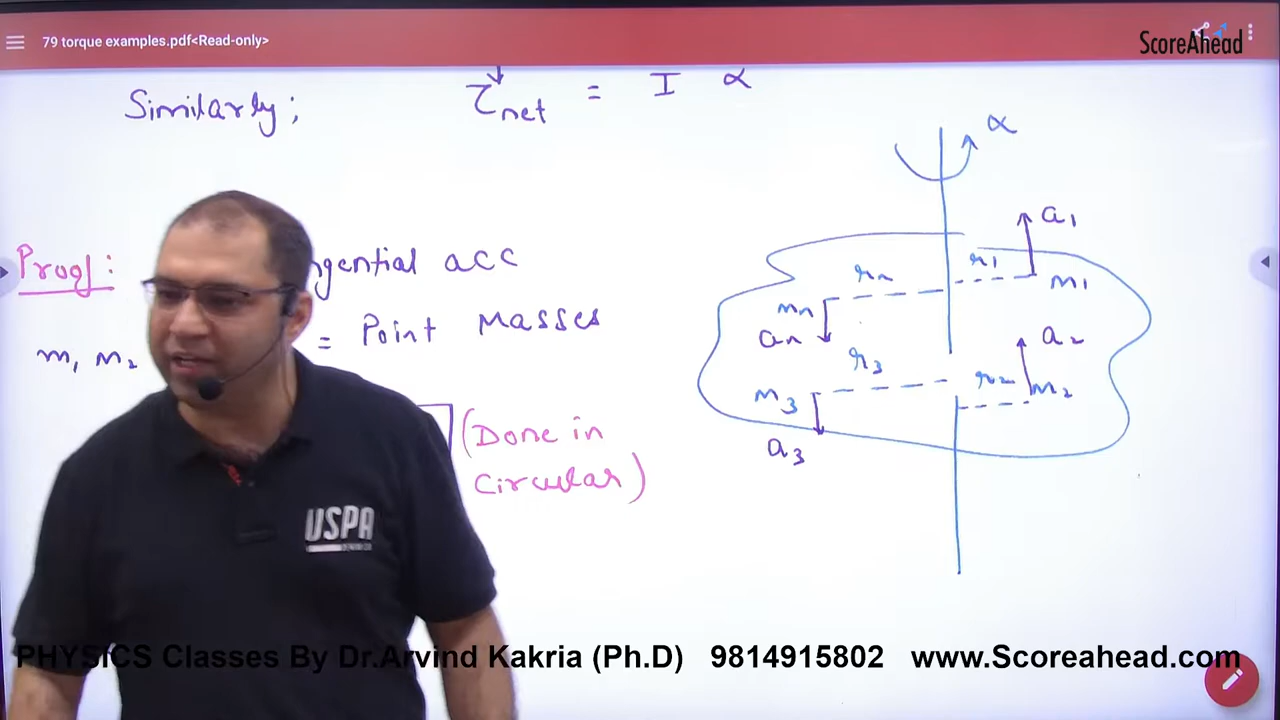 79 torque examples.pdf<Read-only>
ScoreAhead
Similarly; τnet = I α
α
Proof: ngential acc
m1 m2 = Point Masses
(Done in
Circular)
a1
r1
m1
rn
mn
an
a2
r2
m2
r3
m3
a3
USPA
PHYSICS Classes By Dr.Arvind Kakria (Ph.D) 9814915802 www.Scoreahead.com